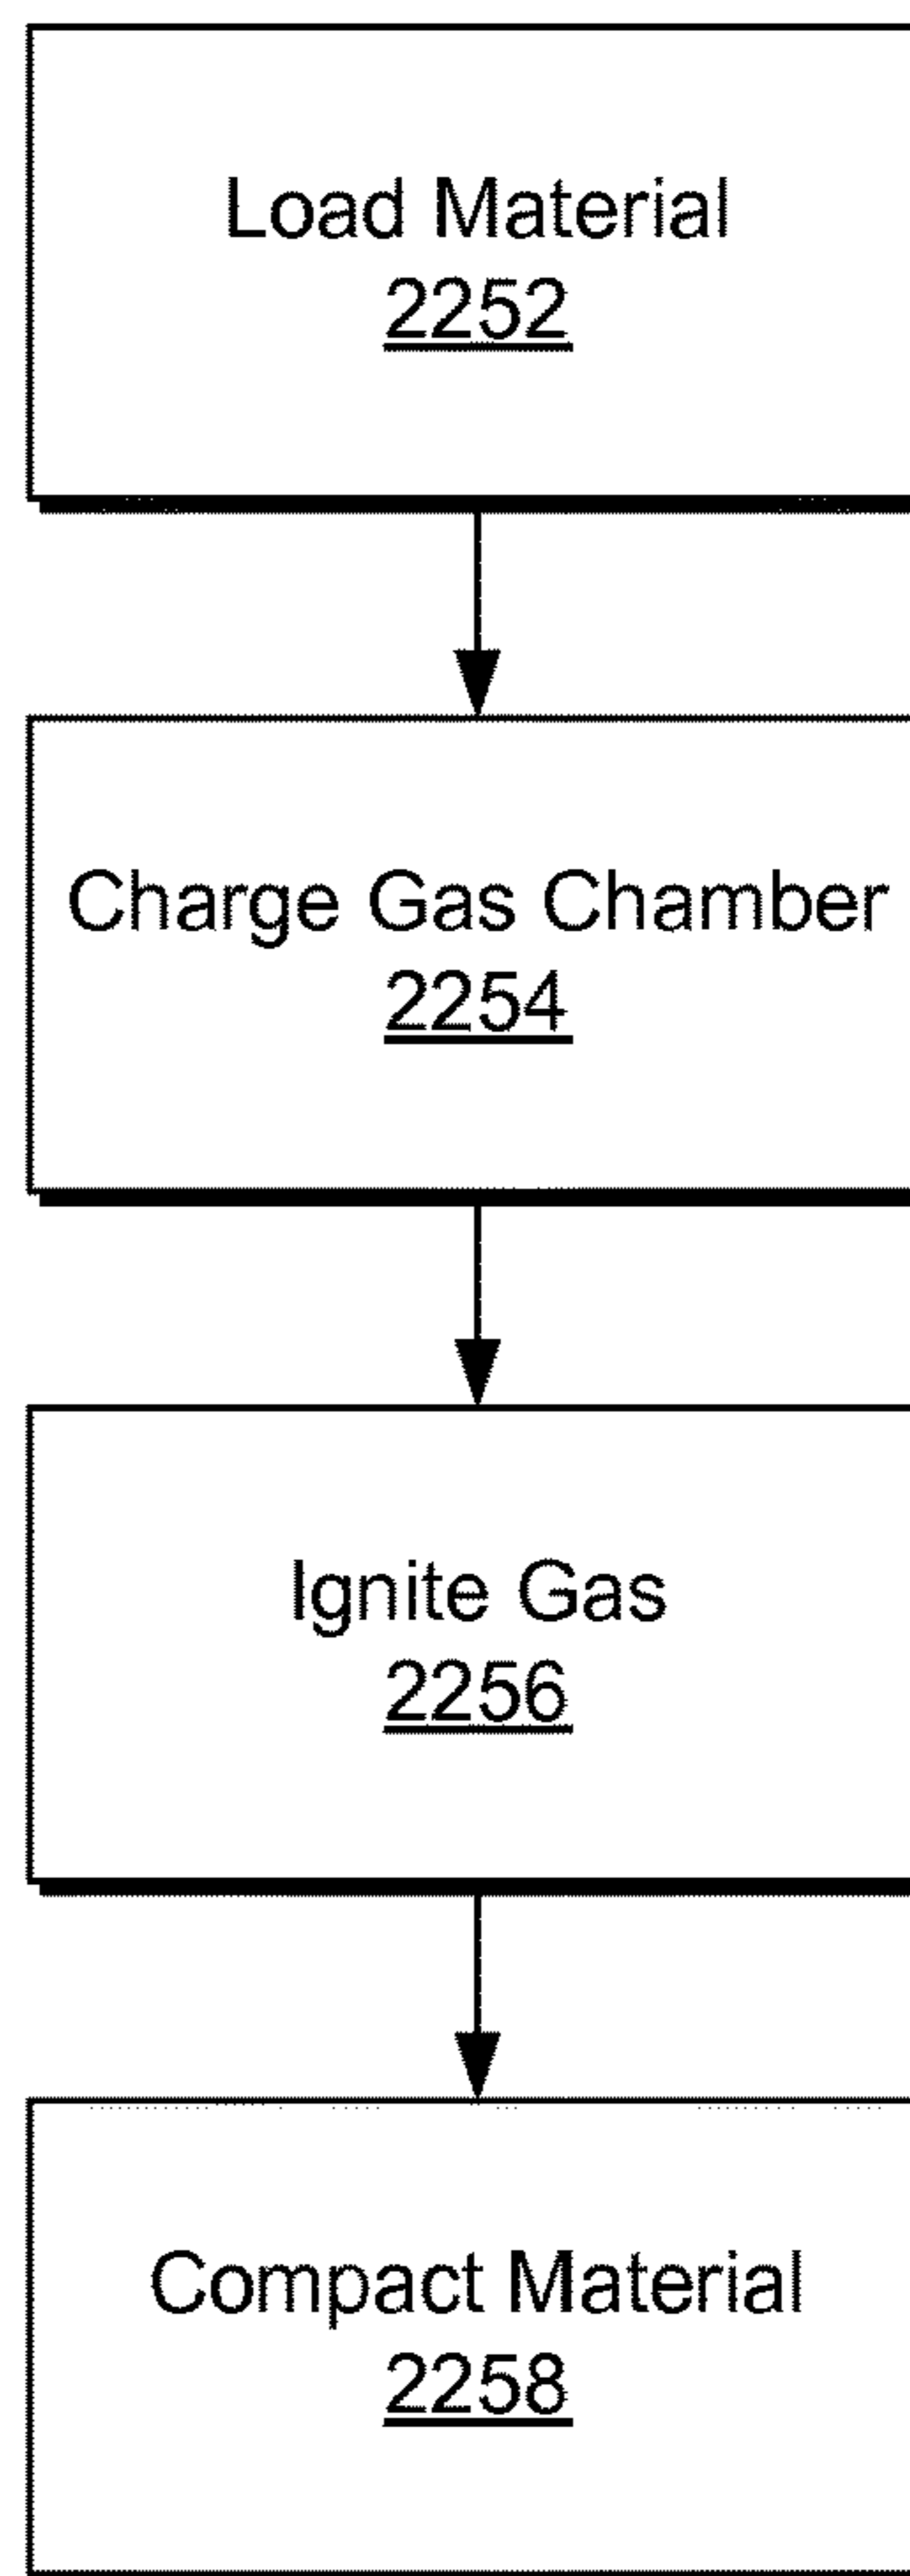 Load Material
2252
Charge Gas Chamber
2254
Ignite Gas
2256
Compact Material
2258